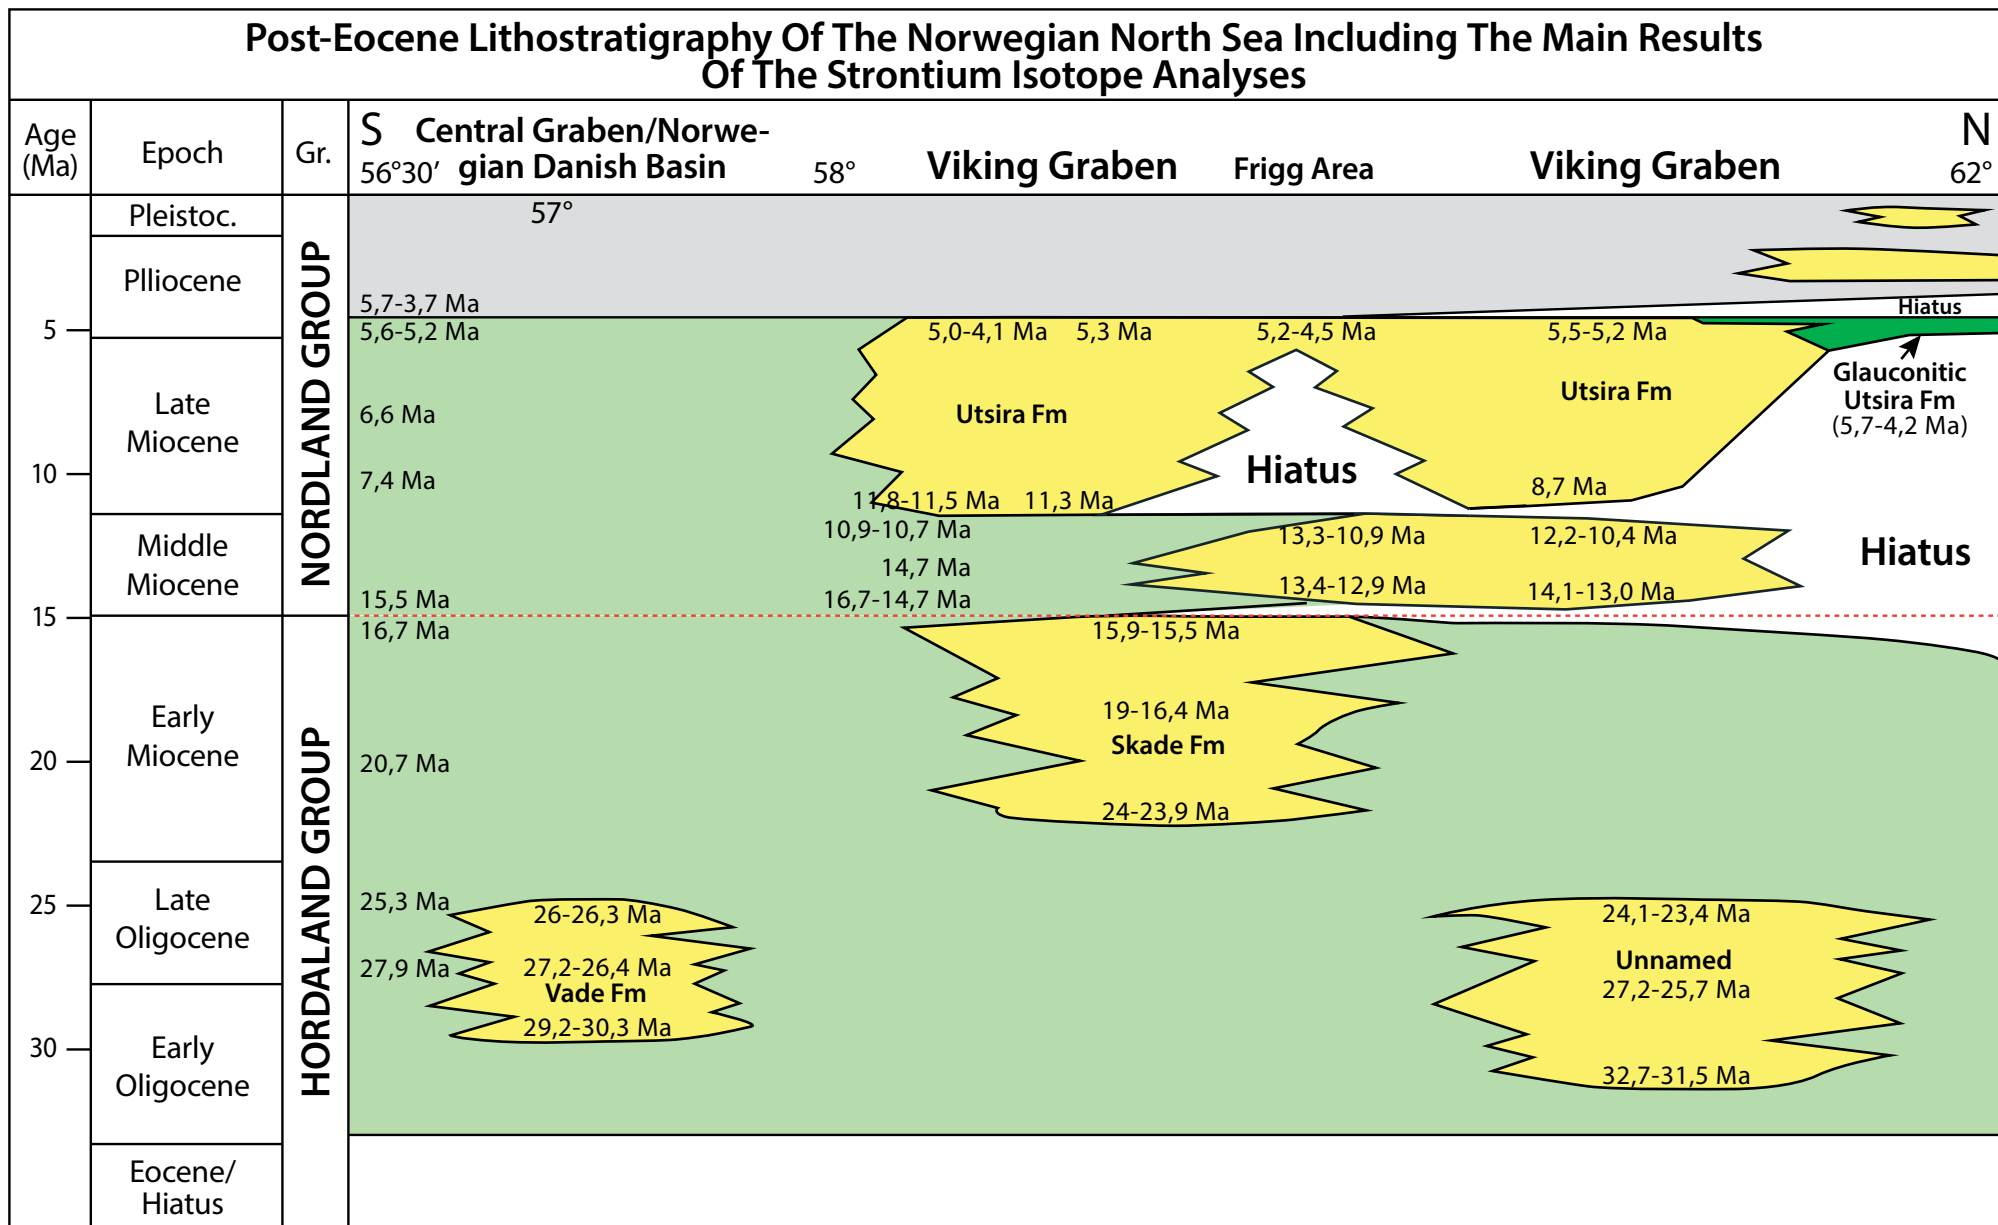 Post-Eocene Lithostratigraphy Of The Norwegian North Sea Including The Main Results
Of The Strontium Isotope Analyses
Age
(Ma)
Epoch
Gr.
S
56°30′
Central Graben/Norwe-
gian Danish Basin
58°
Viking Graben
Frigg Area
Viking Graben
N
62°
Pleistoc.
Plliocene
Late
Miocene
Middle
Miocene
Early
Miocene
Late
Oligocene
Early
Oligocene
Eocene/
Hiatus
5
10
15
20
25
30
NORDLAND GROUP
HORDALAND GROUP
57°
5,7-3,7 Ma
5,6-5,2 Ma
6,6 Ma
7,4 Ma
15,5 Ma
16,7 Ma
20,7 Ma
25,3 Ma
27,9 Ma
5,0-4,1 Ma
5,3 Ma
5,2-4,5 Ma
5,5-5,2 Ma
Hiatus
Glauconitic
Utsira Fm
(5,7-4,2 Ma)
Utsira Fm
Utsira Fm
Hiatus
8,7 Ma
11,8-11,5 Ma
11,3 Ma
10,9-10,7 Ma
14,7 Ma
16,7-14,7 Ma
13,3-10,9 Ma
12,2-10,4 Ma
13,4-12,9 Ma
14,1-13,0 Ma
Hiatus
15,9-15,5 Ma
19-16,4 Ma
Skade Fm
24-23,9 Ma
26-26,3 Ma
27,2-26,4 Ma
Vade Fm
29,2-30,3 Ma
24,1-23,4 Ma
Unnamed
27,2-25,7 Ma
32,7-31,5 Ma